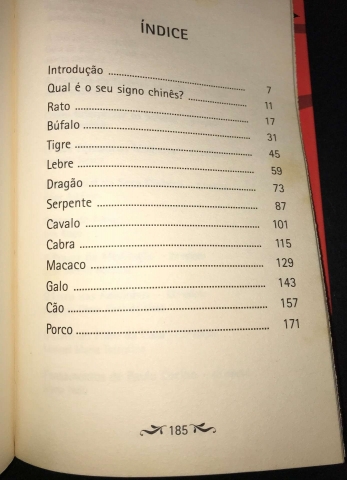 ÍNDICE
Introdução ........................................ 7
Qual é o seu signo chinês? .................. 11
Rato ........................................ 17
Búfalo ........................................ 31
Tigre ........................................ 45
Lebre ........................................ 59
Dragão ........................................ 73
Serpente ........................................ 87
Cavalo ........................................ 101
Cabra ........................................ 115
Macaco ........................................ 129
Galo ........................................ 143
Cão ........................................ 157
Porco ........................................ 171
185